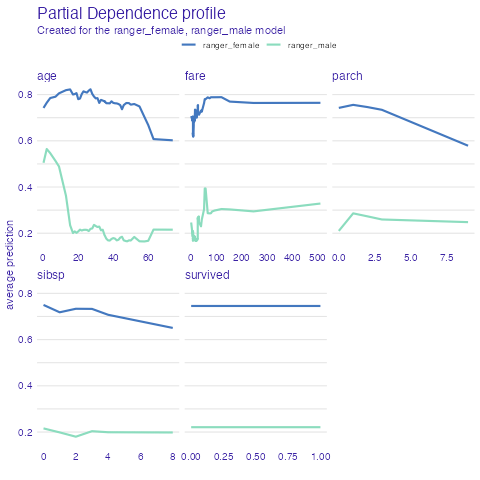 Partial Dependence profile
Created for the ranger_female, ranger_male model
ranger_female ranger_male
age fare parch
0.8
0.6
0.4
0.2
0 20 40 60 0 100 200 300 400 500 0.0 2.5 5.0 7.5
average prediction
sibsp survived
0.8
0.6
0.4
0.2
0 2 4 6 8 0.00 0.25 0.50 0.75 1.00